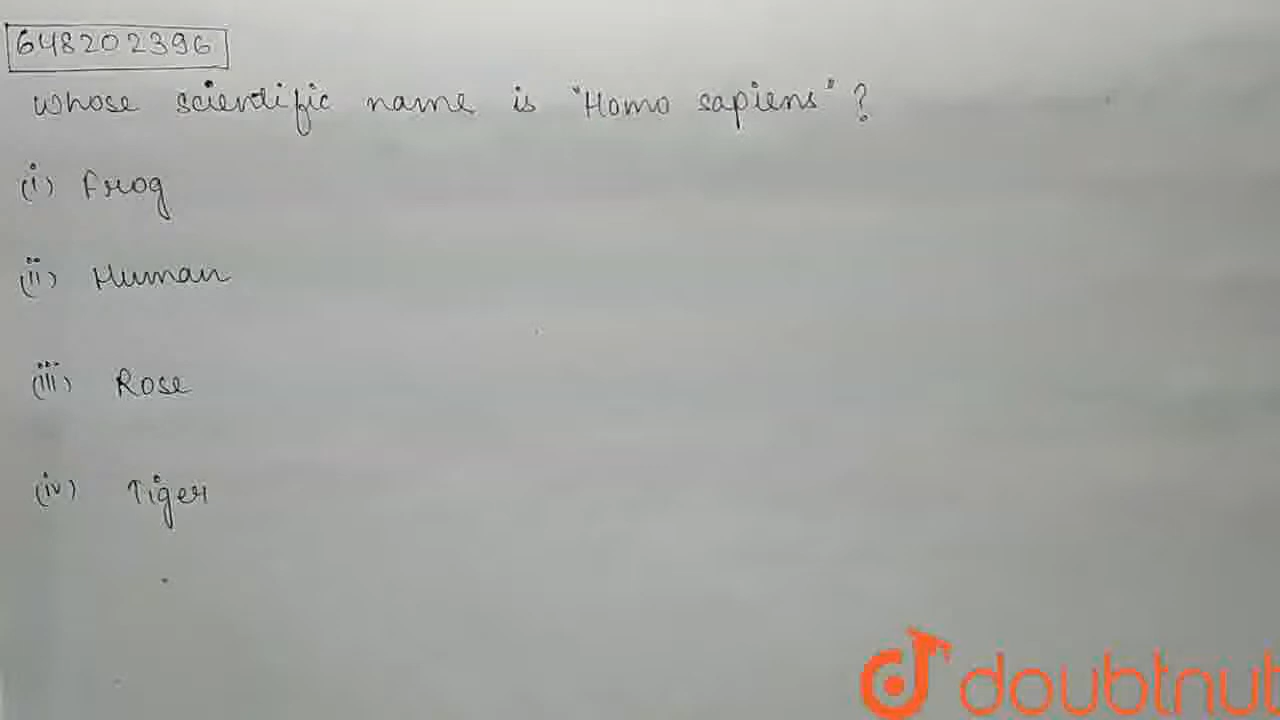 648202396
Whose scientific name is "Homo sapiens"?
(i) Frog
(ii) Human
(iii) Rose
(iv) Tiger
doubtnut